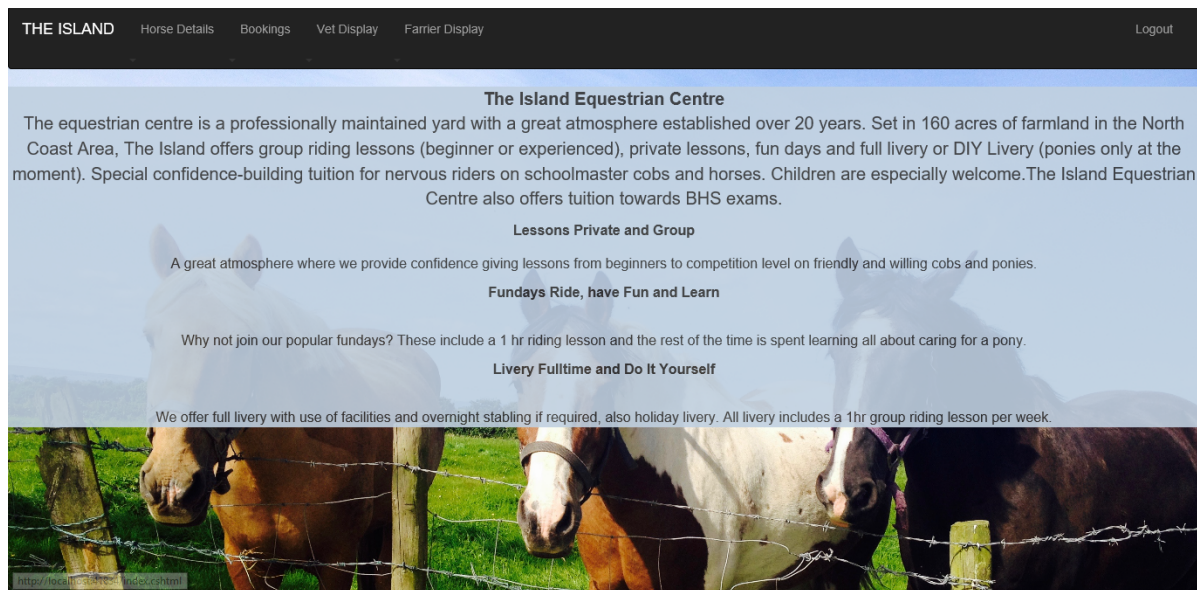 THE ISLAND Horse Details Bookings Vet Display Farrier Display Logout
The Island Equestrian Centre
The equestrian centre is a professionally maintained yard with a great atmosphere established over 20 years. Set in 160 acres of farmland in the North
Coast Area, The Island offers group riding lessons (beginner or experienced), private lessons, fun days and full livery or DIY Livery (ponies only at the
moment). Special confidence-building tuition for nervous riders on schoolmaster cobs and horses. Children are especially welcome.The Island Equestrian
Centre also offers tuition towards BHS exams.
Lessons Private and Group
A great atmosphere where we provide confidence giving lessons from beginners to competition level on friendly and willing cobs and ponies.
Fundays Ride, have Fun and Learn
Why not join our popular fundays? These include a 1 hr riding lesson and the rest of the time is spent learning all about caring for a pony.
Livery Fulltime and Do It Yourself
We offer full livery with use of facilities and overnight stabling if required, also holiday livery. All livery includes a 1hr group riding lesson per week.